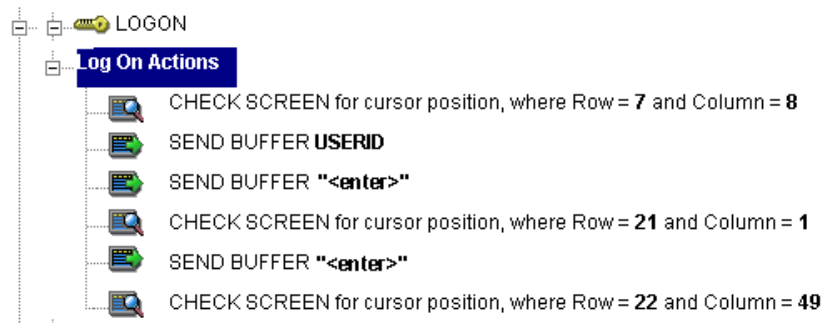 LOGON
Log On Actions
CHECK SCREEN for cursor position, where Row = 7 and Column = 8
SEND BUFFER USERID
SEND BUFFER "<enter>"
CHECK SCREEN for cursor position, where Row = 21 and Column = 1
SEND BUFFER "<enter>"
CHECK SCREEN for cursor position, where Row = 22 and Column = 49